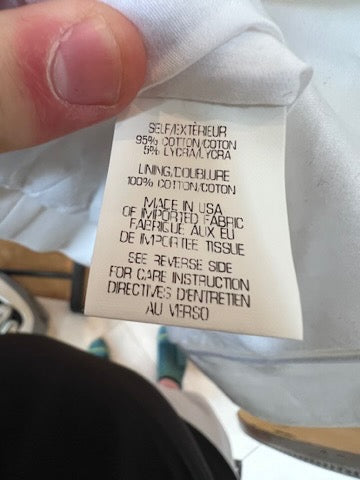 SELF/EXTÉRIEUR
95% COTTON/COTON
5% LYCRA/LYCRA
LINING/DOUBLURE
100% COTTON/COTON
MADE IN USA
OF IMPORTED FABRIC
FABRIQUE AUX EU
DE IMPORTEE TISSUE
SEE REVERSE SIDE
FOR CARE INSTRUCTION
DIRECTIVES D'ENTRETIEN
AU VERSO